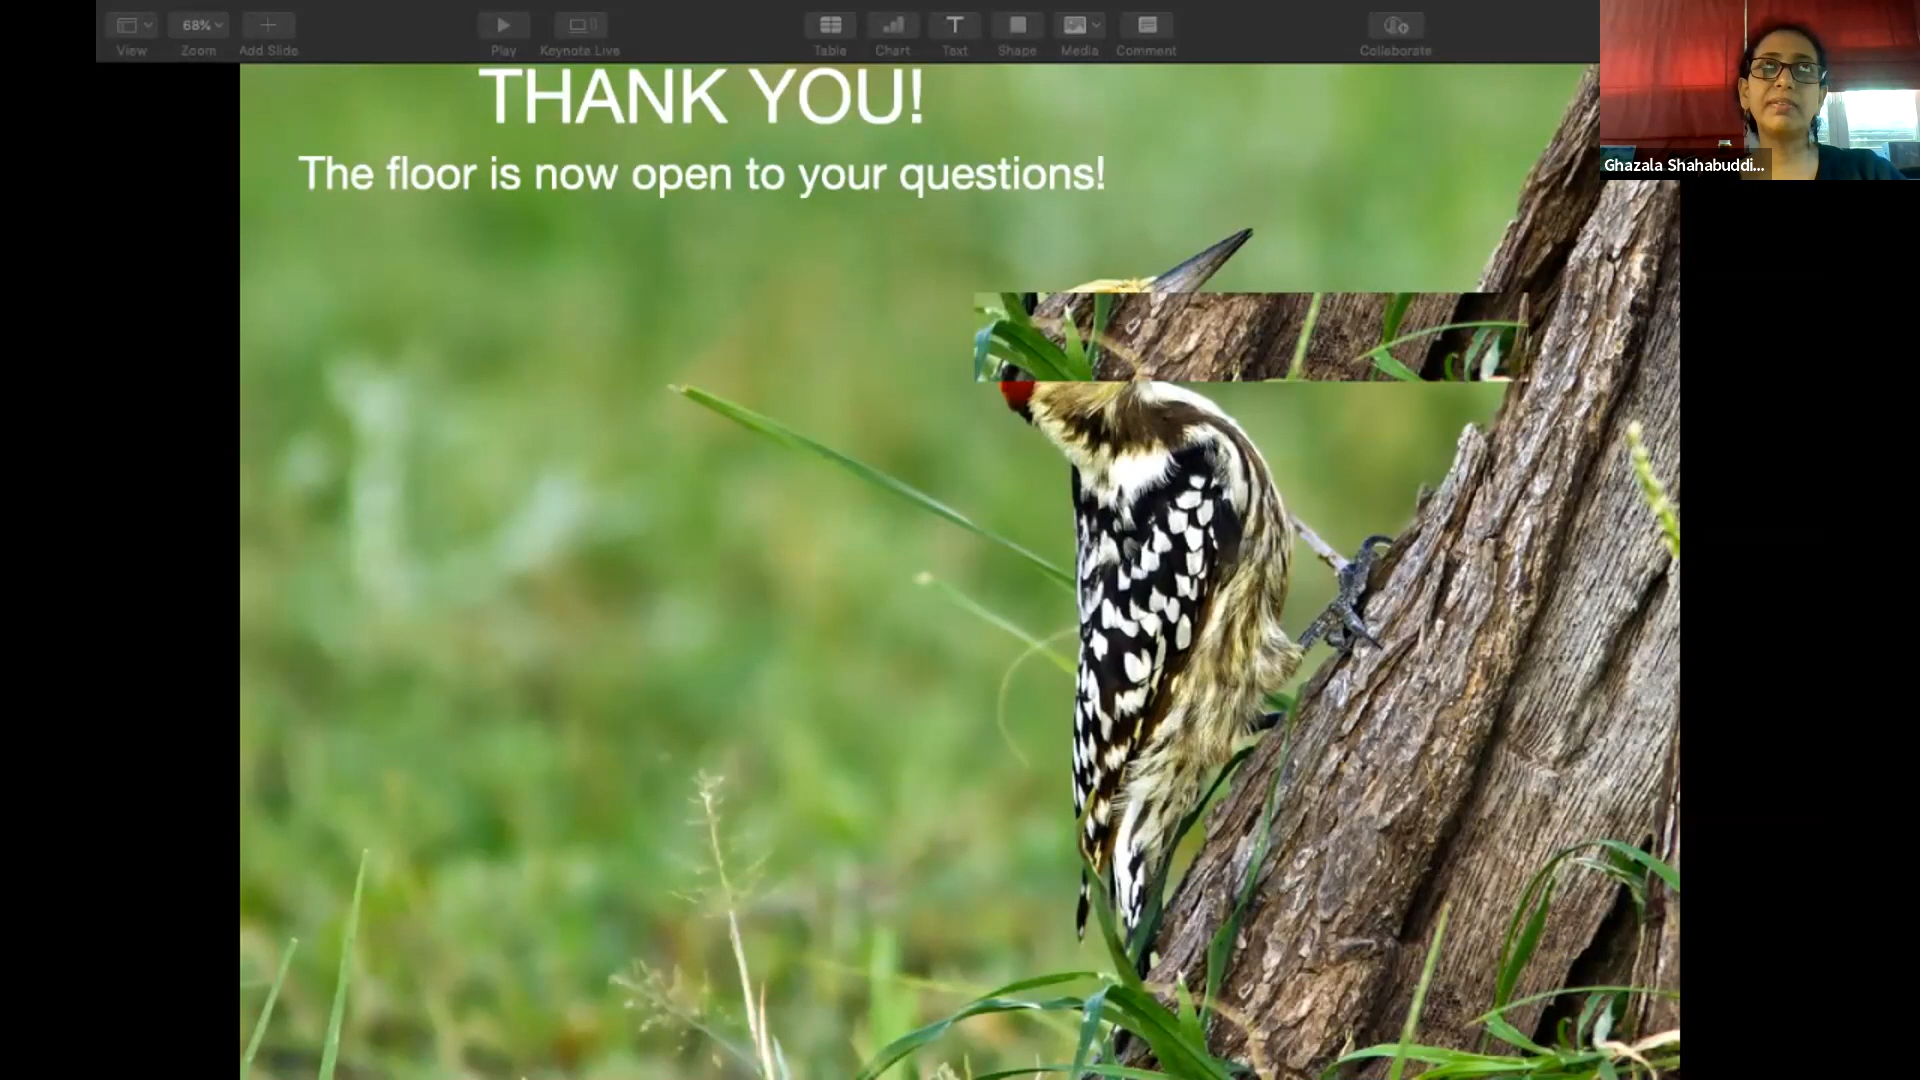 68%
View Zoom Add Slide Play Keynote Live Table Chart Text Shape Media Comment Collaborate
THANK YOU!
The floor is now open to your questions!
Ghazala Shahabuddi...